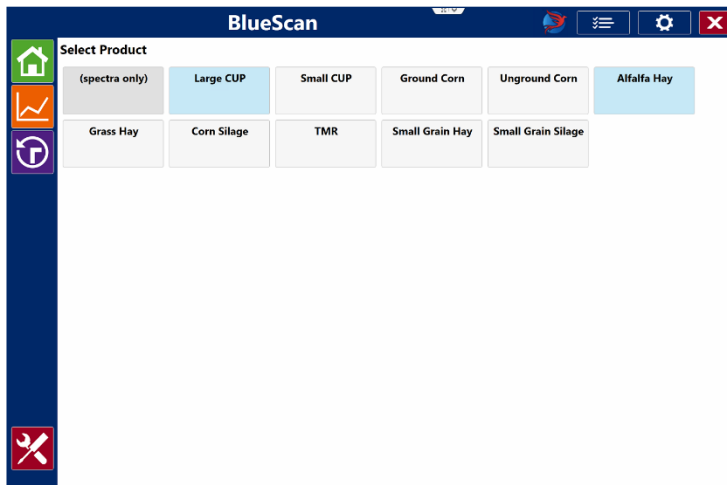 BlueScan
Select Product
(spectra only) Large CUP Small CUP Ground Corn Unground Corn Alfalfa Hay
Grass Hay Corn Silage TMR Small Grain Hay Small Grain Silage